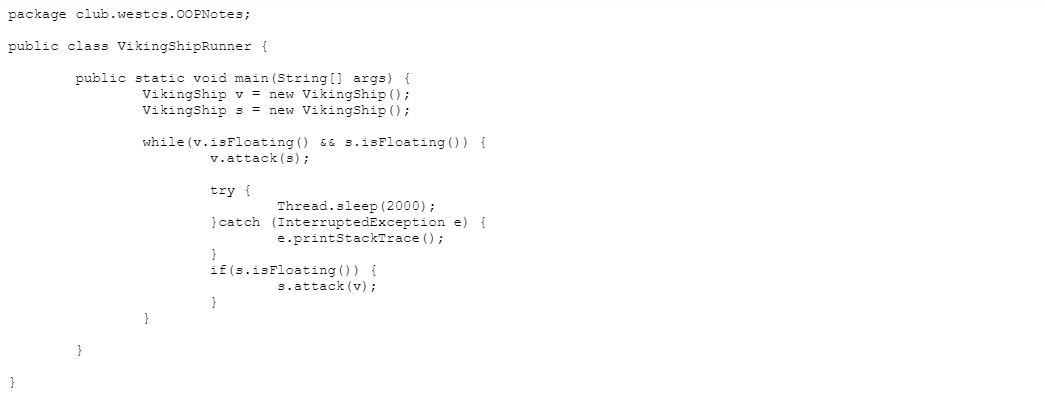 package club.westcs.OOPNotes;
public class VikingShipRunner {
public static void main(String[] args) {
VikingShip v = new VikingShip();
VikingShip s = new VikingShip();
while(v.isFloating() && s.isFloating()) {
v.attack(s);
try {
Thread.sleep(2000);
}catch (InterruptedException e) {
e.printStackTrace();
}
if(s.isFloating()) {
s.attack(v);
}
}
}
}